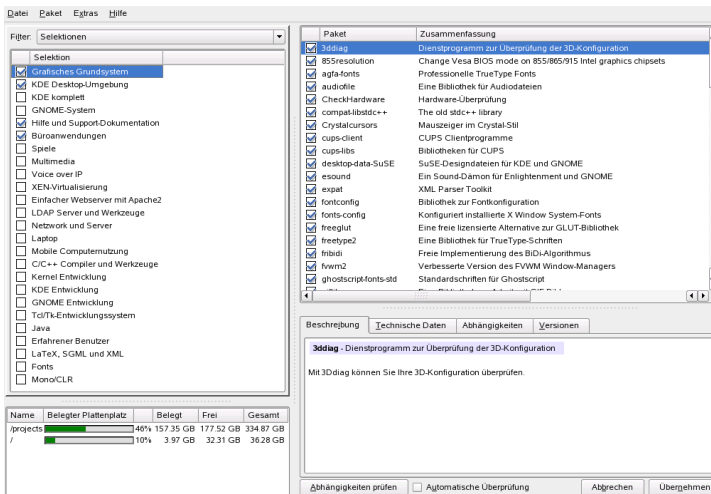 Datei Paket Extras Hilfe
Filter: Selektionen
Selektion
Grafisches Grundsystem
KDE Desktop-Umgebung
KDE komplett
GNOME-System
Hilfe und Support-Dokumentation
Büroanwendungen
Spiele
Multimedia
Voice over IP
XEN-Virtualisierung
Einfacher Webserver mit Apache2
LDAP Server und Werkzeuge
Netzwork und Server
Laptop
Mobile Computernutzung
C/C++ Compiler und Werkzeuge
Kernel Entwicklung
KDE Entwicklung
GNOME Entwicklung
Tcl/Tk-Entwicklungssystem
Java
Erfahrener Benutzer
LaTeX, SGML und XML
Fonts
Mono/CLR
Name Belegter Plattenplatz Belegt Frei Gesamt
/projects 46% 157.35 GB 177.52 GB 334.87 GB
/ 10% 3.97 GB 32.31 GB 36.28 GB
Paket Zusammenfassung
3ddiag Dienstprogramm zur Überprüfung der 3D-Konfiguration
855resolution Change Vesa BIOS mode on 855/865/915 Intel graphics chipsets
agfa-fonts Professionelle TrueType Fonts
audiofile Eine Bibliothek für Audiodateien
CheckHardware Hardware-Überprüfung
compat-libstdc++ The old stdc++ library
Crystalcursors Mauszeiger im Crystal-Stil
cups-client CUPS Clientprogramme
cups-libs Bibliotheken für CUPS
desktop-data-SuSE SuSE-Designdateien für KDE und GNOME
esound Ein Sound-Dämon für Enlightenment und GNOME
expat XML Parser Toolkit
fontconfig Bibliothek zur Fontkonfiguration
fonts-config Konfiguriert installierte X Window System-Fonts
freeglut Eine freie lizensierte Alternative zur GLUT-Bibliothek
freetype2 Eine Bibliothek für TrueType-Schriften
fribidi Freie Implementierung des BiDi-Algorithmus
fvwm2 Verbesserte Version des FVWM Window-Managers
ghostscript-fonts-std Standardschriften für Ghostscript
Beschreibung Technische Daten Abhängigkeiten Versionen
3ddiag - Dienstprogramm zur Überprüfung der 3D-Konfiguration
Mit 3Ddiag können Sie Ihre 3D-Konfiguration überprüfen.
Abhängigkeiten prüfen Automatische Überprüfung Abbrechen Übernehmen